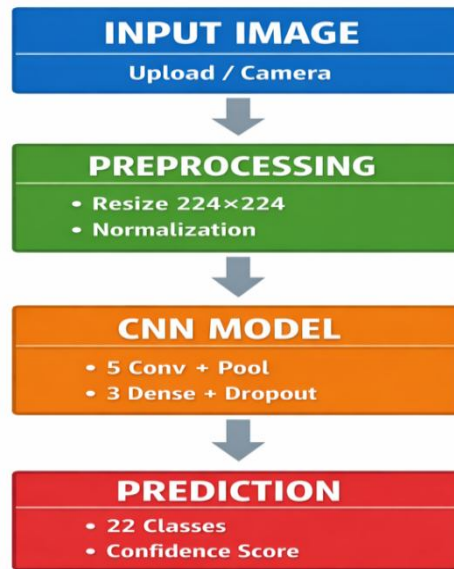 INPUT IMAGE
Upload / Camera
PREPROCESSING
• Resize 224×224
• Normalization
CNN MODEL
• 5 Conv + Pool
• 3 Dense + Dropout
PREDICTION
• 22 Classes
• Confidence Score